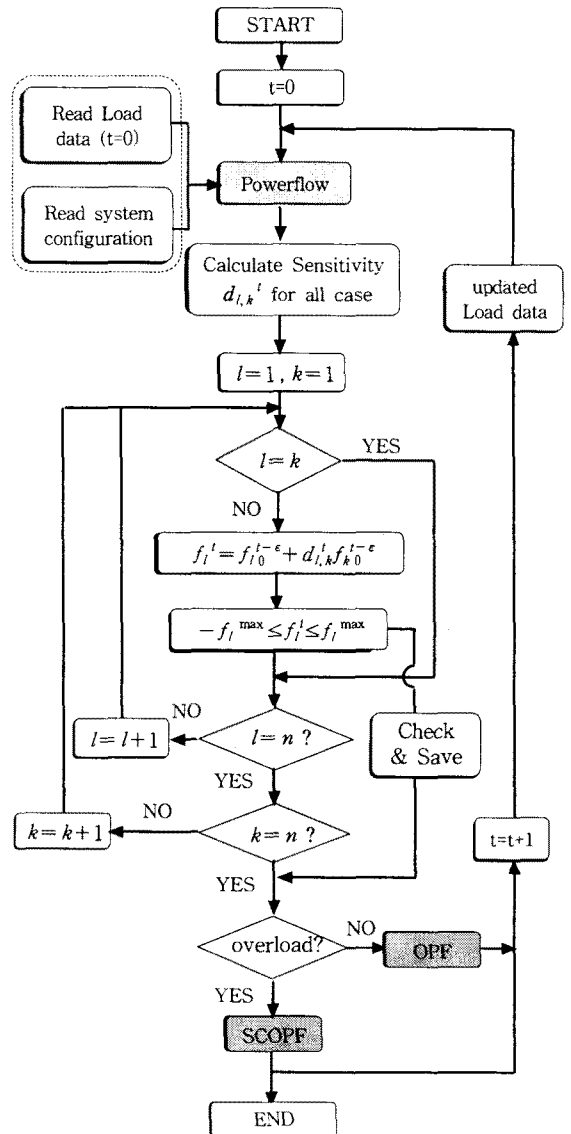 START
t=0
Read Load
data (t=0)
Powerflow
Read system
configuration
Calculate Sensitivity
d_{l,k}^t for all case
updated
Load data
l=1, k=1
l=k
YES
NO
f_l^t = f_{l 0}^{t-ε} + d_{l,k}^t f_{k 0}^{t-ε}
-f_l^max ≤ f_l^t ≤ f_l^max
NO
l=l+1
l=n ?
Check
& Save
YES
NO
k=k+1
k=n ?
t=t+1
YES
overload?
NO
OPF
YES
SCOPF
END